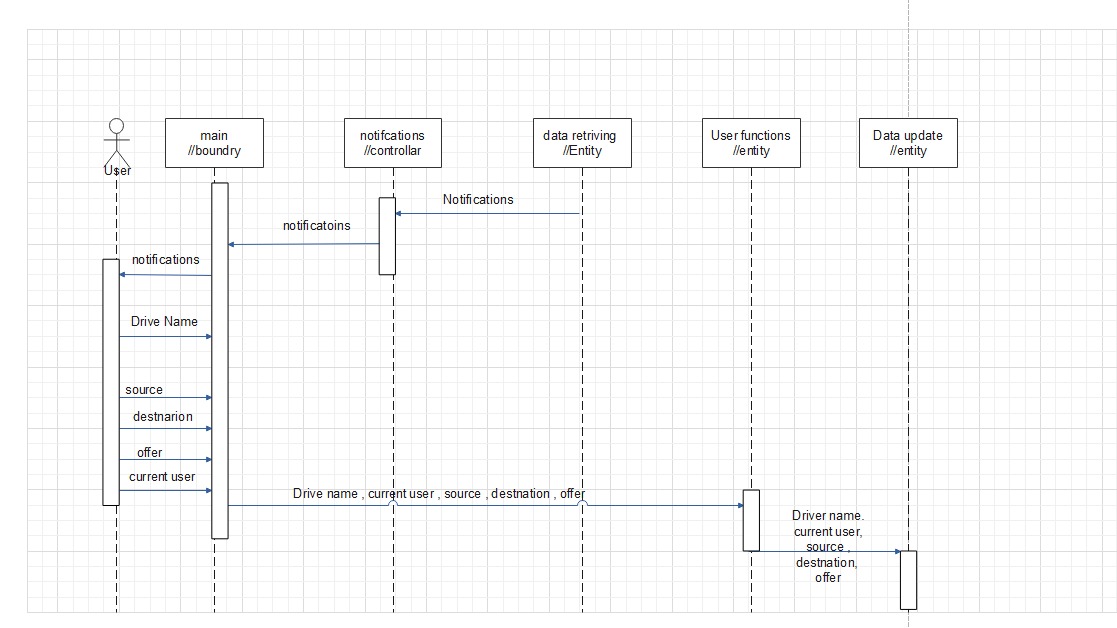 User
main
//boundry
notifcations
//controllar
data retriving
//Entity
User functions
//entity
Data update
//entity
Notifications
notificatoins
notifications
Drive Name
source
destnarion
offer
current user
Drive name , current user , source , destnation , offer
Driver name.
current user,
source ,
destnation,
offer